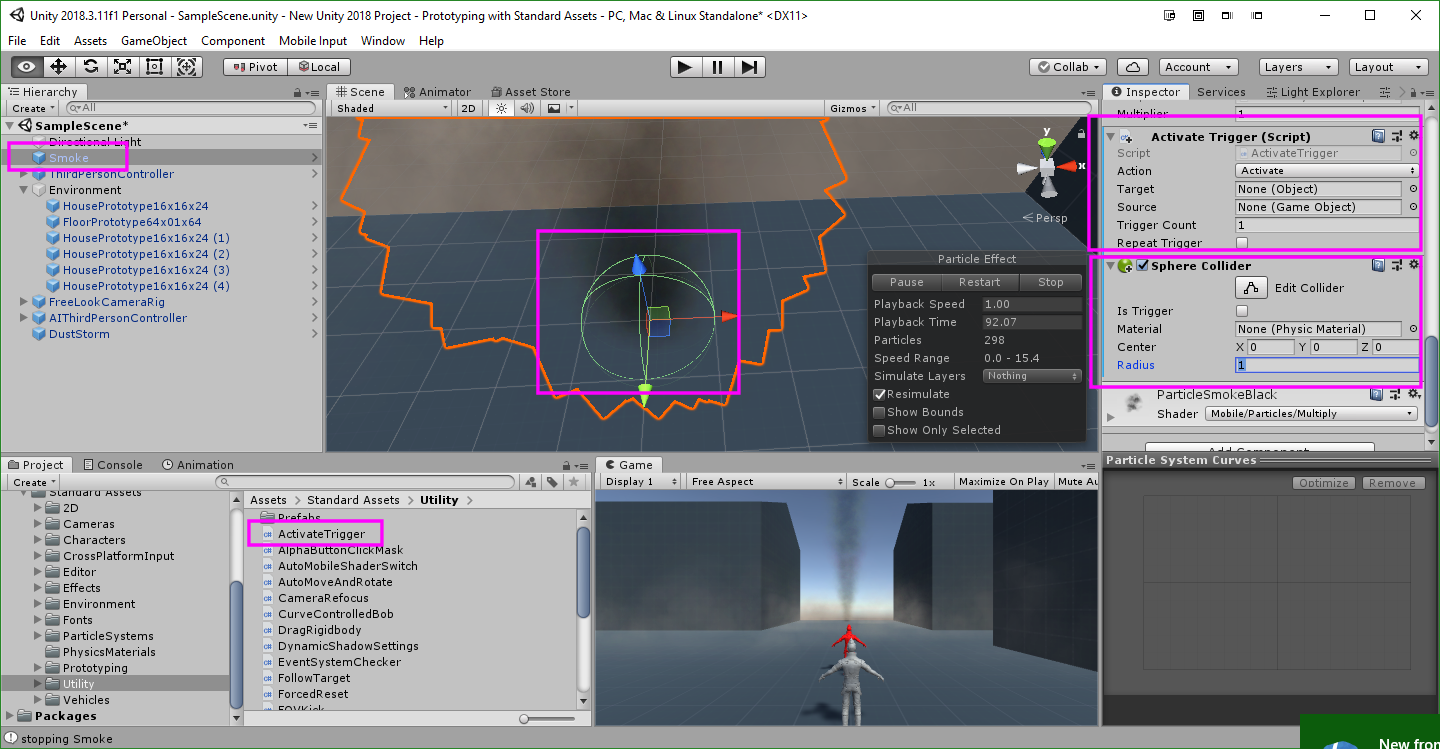 Unity 2018.3.11f1 Personal - SampleScene.unity - New Unity 2018 Project - Prototyping with Standard Assets - PC, Mac & Linux Standalone* <DX11>
File Edit Assets GameObject Component Mobile Input Window Help
Pivot Local Collab Account Layers Layout
Hierarchy
Create All
SampleScene*
Directional Light
Smoke
ThirdPersonController
Environment
HousePrototype16x16x24
FloorPrototype64x01x64
HousePrototype16x16x24 (1)
HousePrototype16x16x24 (2)
HousePrototype16x16x24 (3)
HousePrototype16x16x24 (4)
FreeLookCameraRig
AIThirdPersonController
DustStorm
Scene Animator Asset Store
Shaded 2D Gizmos All
y
x
Persp
Particle Effect
Pause Restart Stop
Playback Speed 1.00
Playback Time 92.07
Particles 298
Speed Range 0.0 - 15.4
Simulate Layers Nothing
Resimulate
Show Bounds
Show Only Selected
Inspector Services Light Explorer
Multiplier 1
Activate Trigger (Script)
Script ActivateTrigger
Action Activate
Target None (Object)
Source None (Game Object)
Trigger Count 1
Repeat Trigger
Sphere Collider
Edit Collider
Is Trigger
Material None (Physic Material)
Center X 0 Y 0 Z 0
Radius 1
ParticleSmokeBlack
Shader Mobile/Particles/Multiply
Add Component
Particle System Curves
Optimize Remove
Project Console Animation
Create
Standard Assets
2D
Cameras
Characters
CrossPlatformInput
Editor
Effects
Environment
Fonts
ParticleSystems
PhysicsMaterials
Prototyping
Utility
Vehicles
Packages
Assets Standard Assets Utility
Prefabs
ActivateTrigger
AlphaButtonClickMask
AutoMobileShaderSwitch
AutoMoveAndRotate
CameraRefocus
CurveControlledBob
DragRigidbody
DynamicShadowSettings
EventSystemChecker
FollowTarget
ForcedReset
FOVKick
Game
Display 1 Free Aspect Scale 1x Maximize On Play Mute Au
stopping Smoke
New from